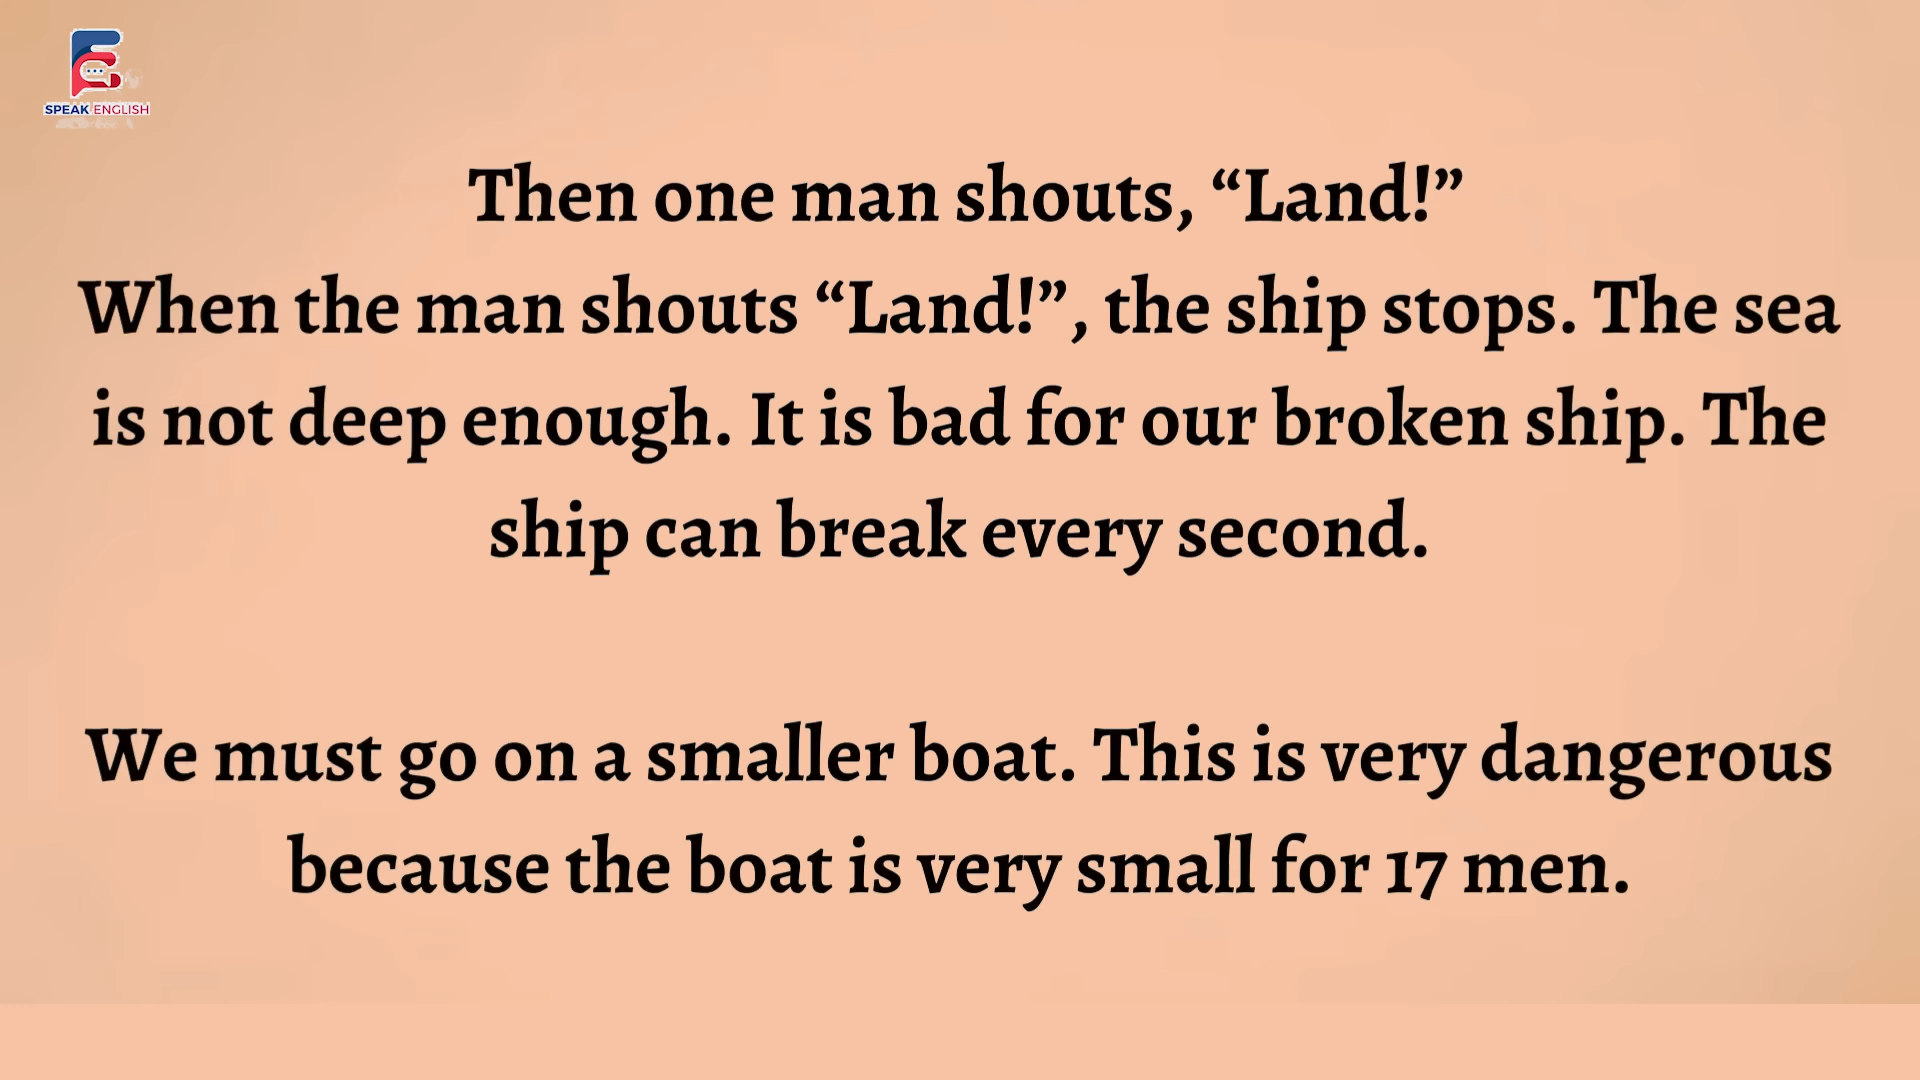 SPEAK ENGLISH
Then one man shouts, “Land!”
When the man shouts “Land!”, the ship stops. The sea
is not deep enough. It is bad for our broken ship. The
ship can break every second.
We must go on a smaller boat. This is very dangerous
because the boat is very small for 17 men.